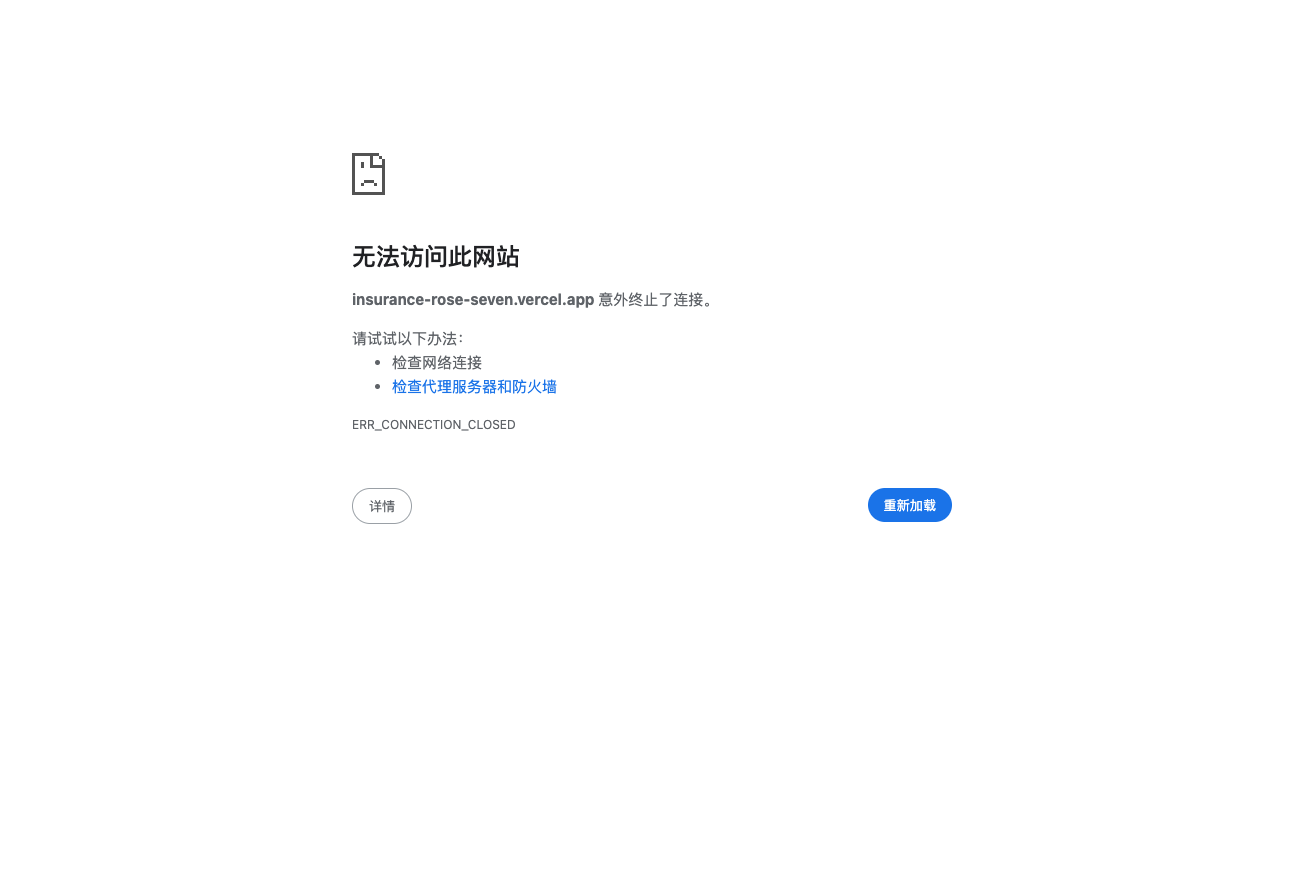 无法访问此网站
insurance-rose-seven.vercel.app 意外终止了连接。
请试试以下办法：
检查网络连接
检查代理服务器和防火墙
ERR_CONNECTION_CLOSED
详情
重新加载